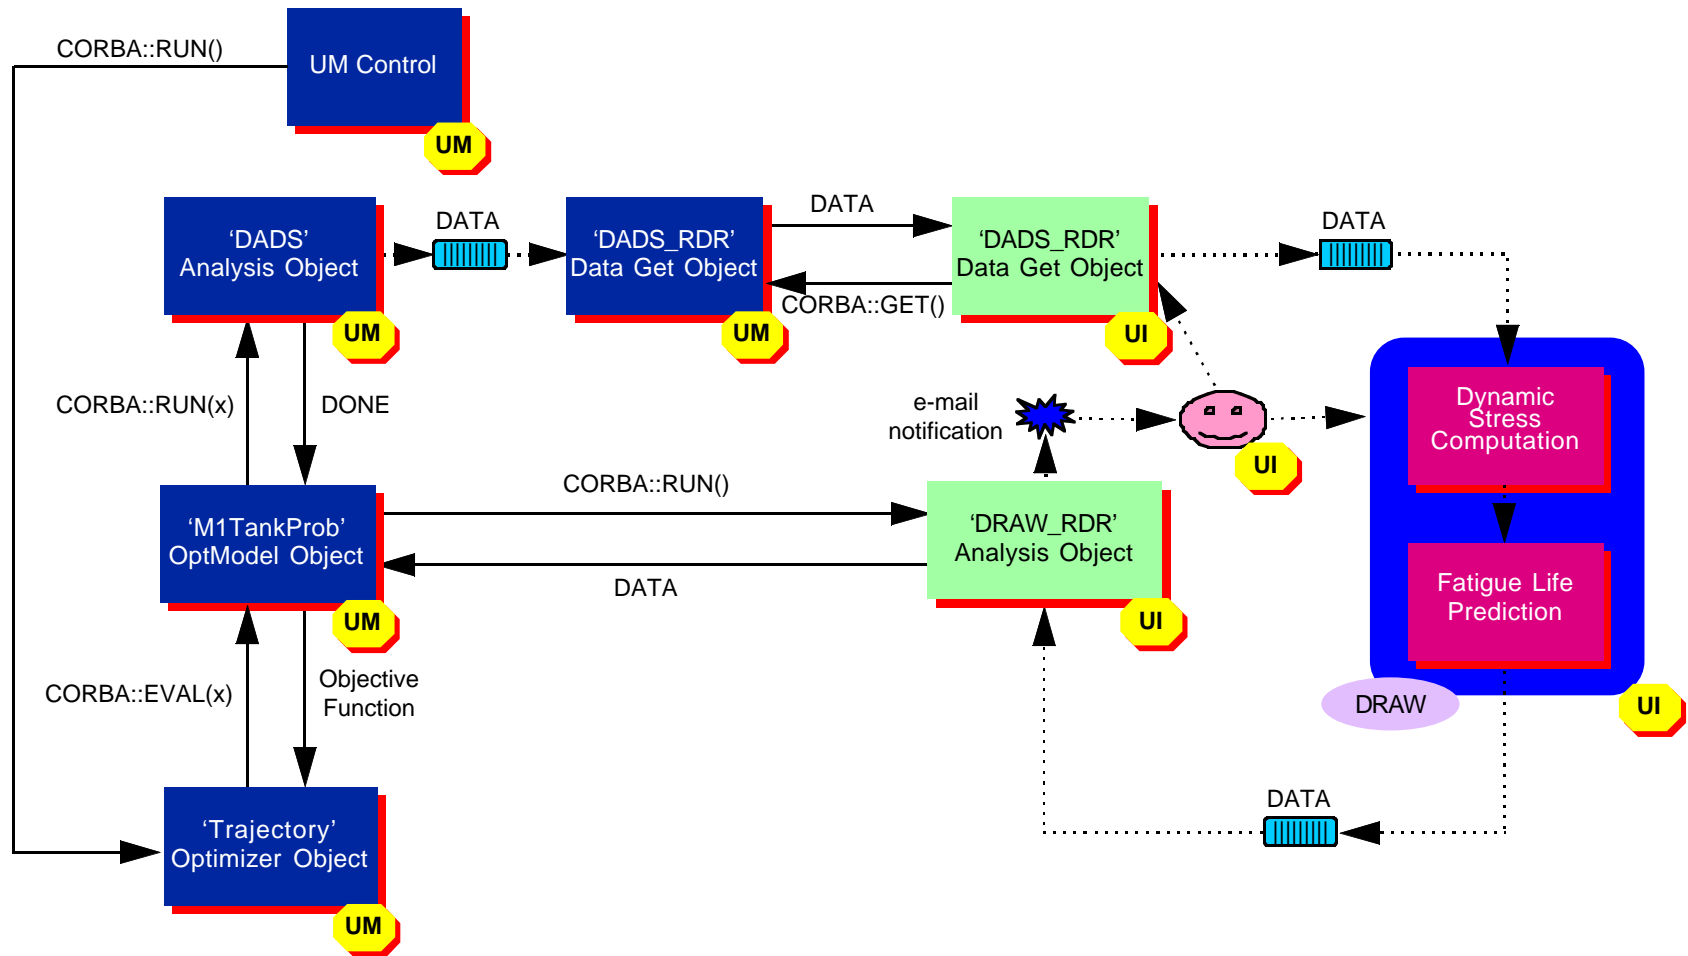 CORBA::RUN()
UM Control
UM
DATA
DATA
DATA
'DADS'
Analysis Object
UM
'DADS_RDR'
Data Get Object
UM
'DADS_RDR'
Data Get Object
UI
CORBA::GET()
CORBA::RUN(x)
DONE
e-mail
notification
UI
Dynamic
Stress
Computation
CORBA::RUN()
'M1TankProb'
OptModel Object
UM
'DRAW_RDR'
Analysis Object
UI
DATA
Fatigue Life
Prediction
CORBA::EVAL(x)
Objective
Function
DRAW
UI
DATA
'Trajectory'
Optimizer Object
UM